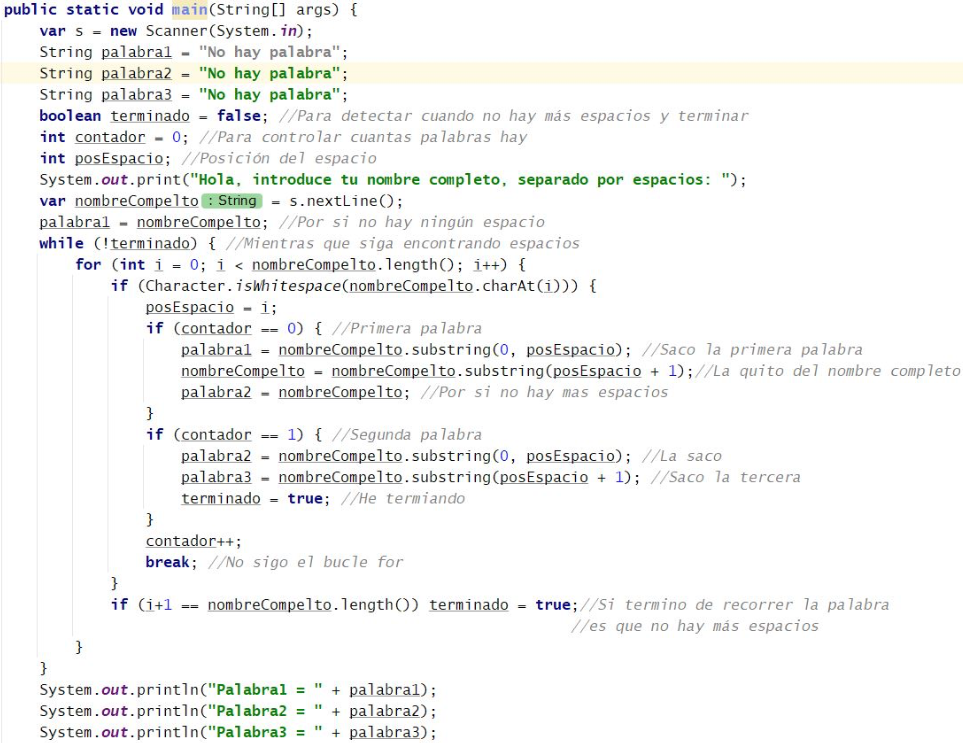 public static void main(String[] args) {
var s = new Scanner(System.in);
String palabra1 = "No hay palabra";
String palabra2 = "No hay palabra";
String palabra3 = "No hay palabra";
boolean terminado = false; //Para detectar cuando no hay más espacios y terminar
int contador = 0; //Para controlar cuantas palabras hay
int posEspacio; //Posición del espacio
System.out.print("Hola, introduce tu nombre completo, separado por espacios: ");
var nombreCompelto : String = s.nextLine();
palabra1 = nombreCompelto; //Por si no hay ningún espacio
while (!terminado) { //Mientras que siga encontrando espacios
for (int i = 0; i < nombreCompelto.length(); i++) {
if (Character.isWhitespace(nombreCompelto.charAt(i))) {
posEspacio = i;
if (contador == 0) { //Primera palabra
palabra1 = nombreCompelto.substring(0, posEspacio); //Saco la primera palabra
nombreCompelto = nombreCompelto.substring(posEspacio + 1);//La quito del nombre completo
palabra2 = nombreCompelto; //Por si no hay mas espacios
}
if (contador == 1) { //Segunda palabra
palabra2 = nombreCompelto.substring(0, posEspacio); //La saco
palabra3 = nombreCompelto.substring(posEspacio + 1); //Saco la tercera
terminado = true; //He termiando
}
contador++;
break; //No sigo el bucle for
}
if (i+1 == nombreCompelto.length()) terminado = true;//Si termino de recorrer la palabra
//es que no hay más espacios
}
}
System.out.println("Palabra1 = " + palabra1);
System.out.println("Palabra2 = " + palabra2);
System.out.println("Palabra3 = " + palabra3);